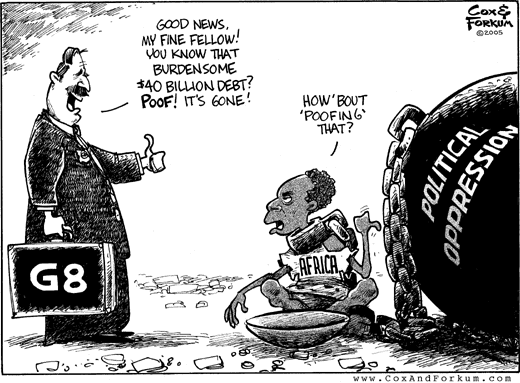 COX &
FORKUM
©2005
GOOD NEWS,
MY FINE FELLOW!
YOU KNOW THAT
BURDENSOME
$40 BILLION DEBT?
POOF! IT'S GONE!
HOW 'BOUT
'POOFING'
THAT?
POLITICAL
OPPRESSION
AFRICA
G8
www.CoxAndForkum.com